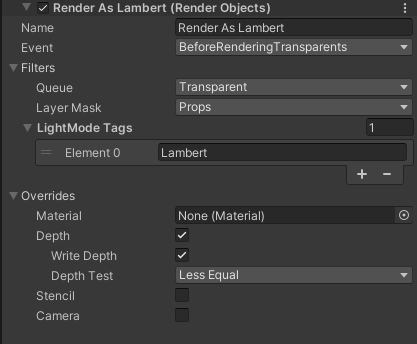 Render As Lambert (Render Objects)
Name Render As Lambert
Event BeforeRenderingTransparents
Filters
Queue Transparent
Layer Mask Props
LightMode Tags 1
Element 0 Lambert
Overrides
Material None (Material)
Depth
Write Depth
Depth Test Less Equal
Stencil
Camera